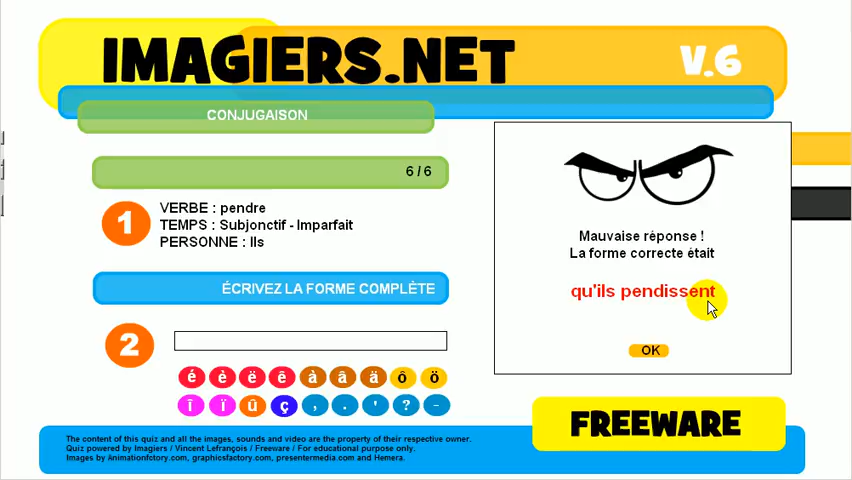 IMAGIERS.NET
V.6
CONJUGAISON
6 / 6
1
VERBE : pendre
TEMPS : Subjonctif - Imparfait
PERSONNE : Ils
ÉCRIVEZ LA FORME COMPLÈTE
2
é è ë ê à â ä ô ö
î ï û ç , . ' ? -
Mauvaise réponse !
La forme correcte était
qu'ils pendissent
OK
FREEWARE
The content of this quiz and all the images, sounds and video are the property of their respective owner.
Quiz powered by Imagiers / Vincent Lefrançois / Freeware / For educational purpose only.
Images by Animationfctory.com, graphicsfactory.com, presentermedia.com and Hemera.